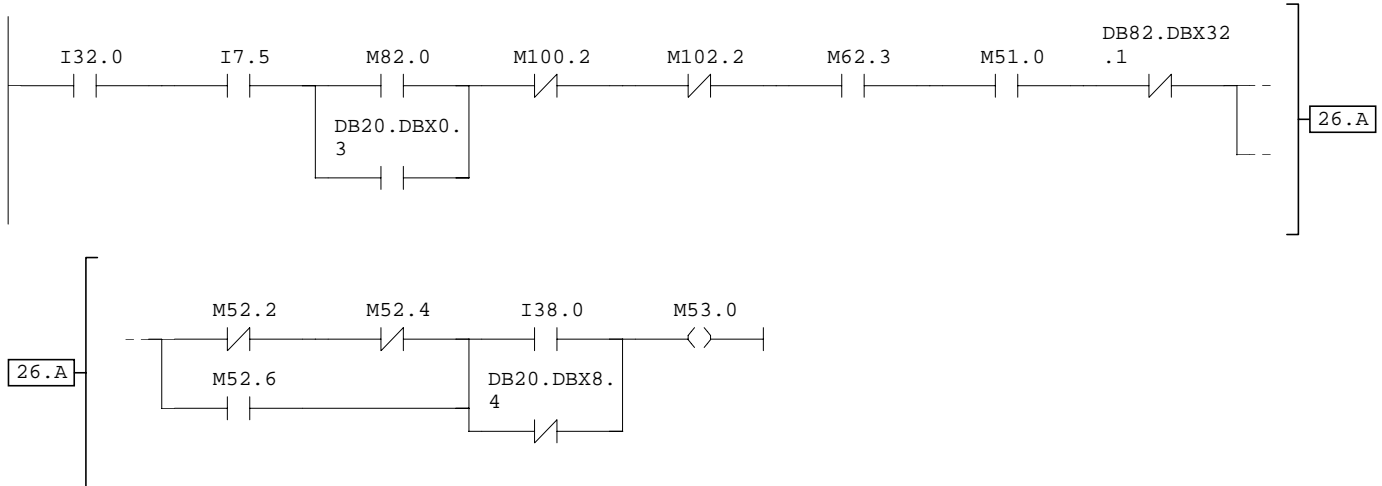 DB82.DBX32
I32.0 I7.5 M82.0 M100.2 M102.2 M62.3 M51.0 .1
26.A
DB20.DBX0.
3
M52.2 M52.4 I38.0 M53.0
26.A
M52.6 DB20.DBX8.
4